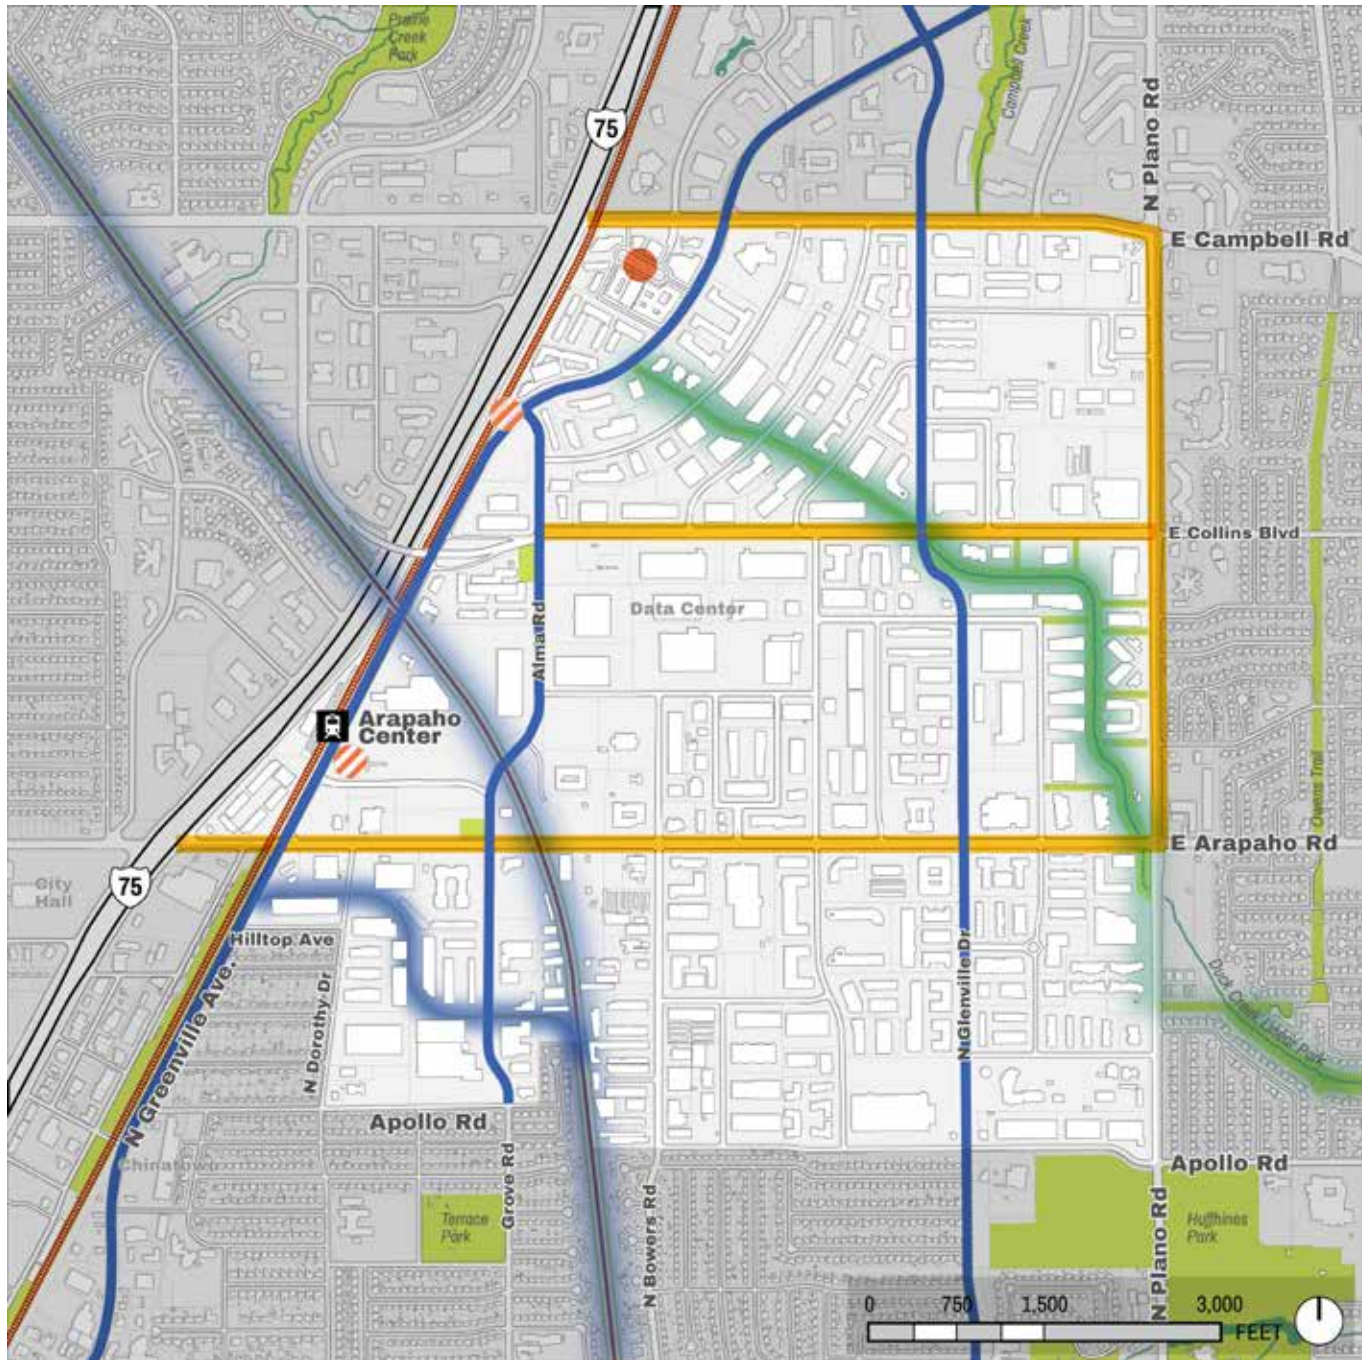 Prairie
Creek
Park
Campbell Creek
N Plano Rd
75
E Campbell Rd
E Collins Blvd
Data Center
Alma Rd
Arapaho
Center
Owens Trail
E Arapaho Rd
75
City
Hall
Hilltop Ave
N Greenville Ave.
N Dorothy Dr
N Glenville Dr
Duck Creek Linear Park
Apollo Rd
Chinatown
Apollo Rd
Grove Rd
Terrace
Park
N Bowers Rd
N Plano Rd
Huffhines
Park
0 750 1,500 3,000
FEET